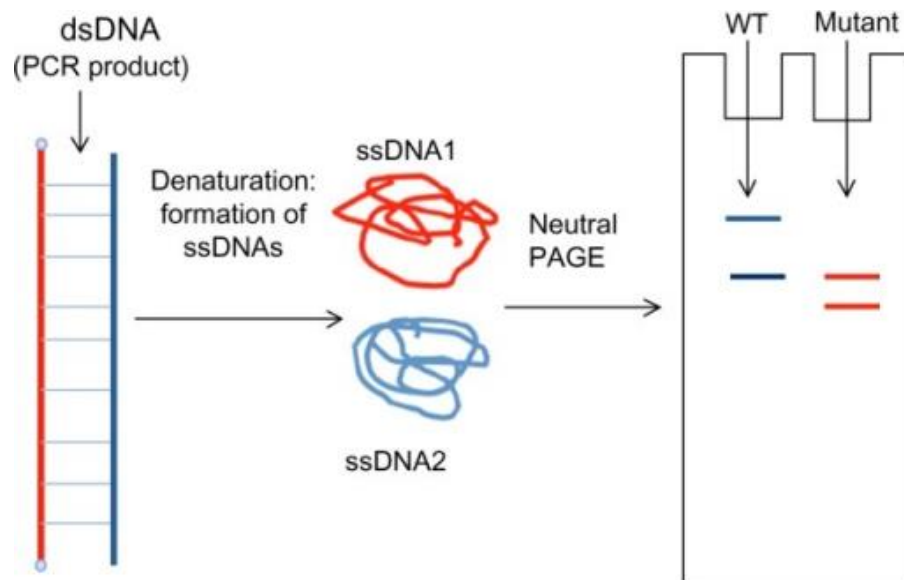 dsDNA
(PCR product)
Denaturation:
formation of
ssDNAs
ssDNA1
ssDNA2
Neutral
PAGE
WT
Mutant